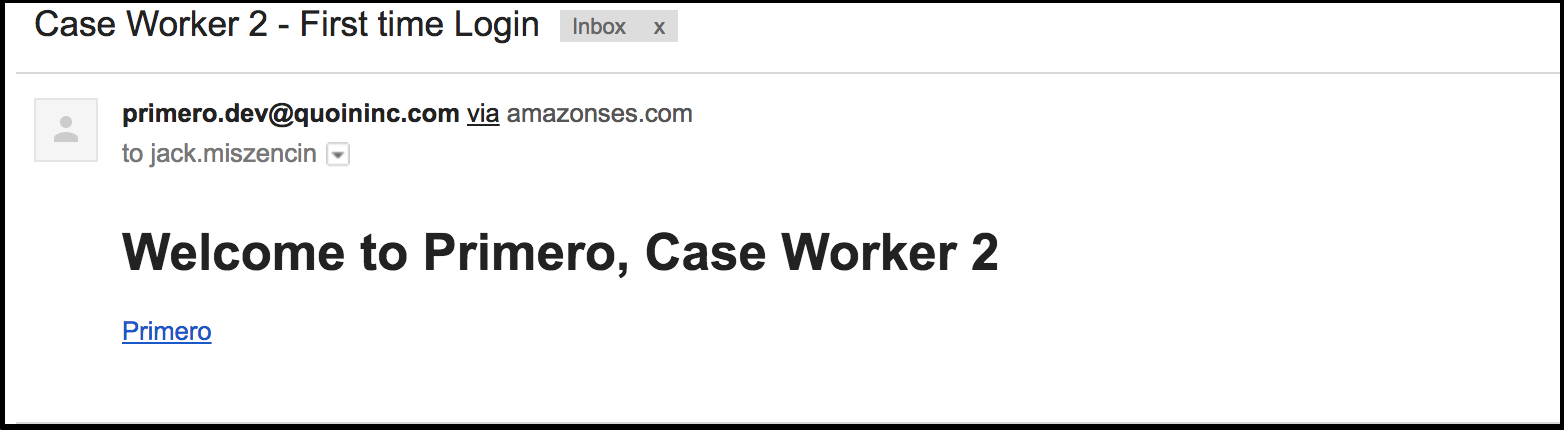 Case Worker 2 - First time Login Inbox x
primero.dev@quoininc.com via amazonses.com
to jack.miszencin
Welcome to Primero, Case Worker 2
Primero